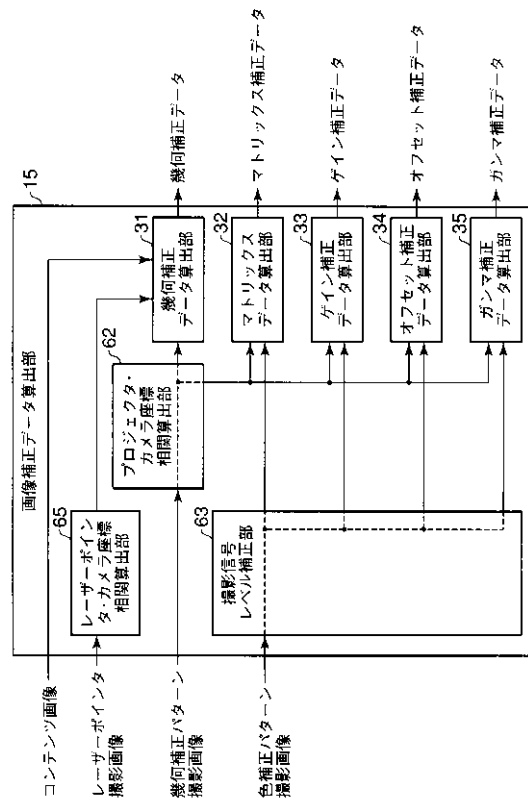 15
画像補正データ算出部
コンテンツ画像
レーザーポインタ
撮影画像
幾何補正パターン
撮影画像
色補正パターン
撮影画像
65
レーザーポイン
タ・カメラ座標
相関算出部
62
プロジェクタ・
カメラ座標
相関算出部
63
撮影信号
レベル補正部
31
幾何補正
データ算出部
32
マトリックス
データ算出部
33
ゲイン補正
データ算出部
34
オフセット補正
データ算出部
35
ガンマ補正
データ算出部
幾何補正データ
マトリックス補正データ
ゲイン補正データ
オフセット補正データ
ガンマ補正データ